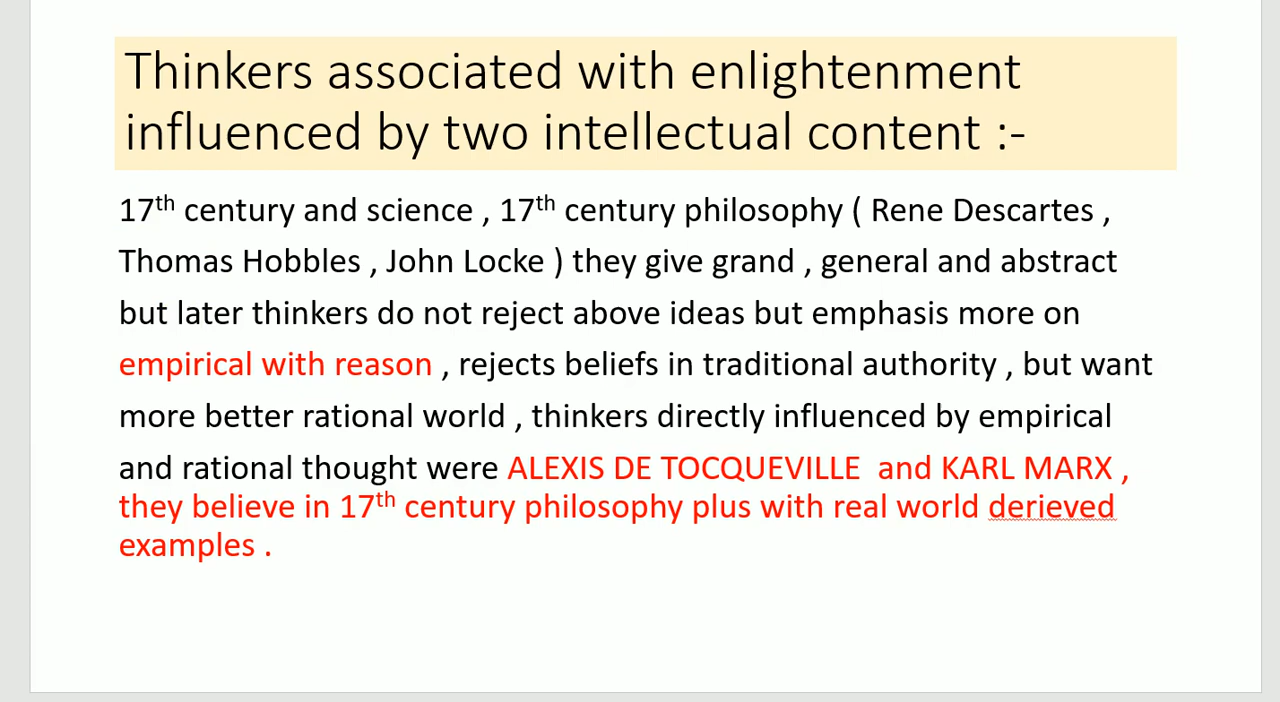 Thinkers associated with enlightenment
influenced by two intellectual content :-
17th century and science , 17th century philosophy ( Rene Descartes ,
Thomas Hobbles , John Locke ) they give grand , general and abstract
but later thinkers do not reject above ideas but emphasis more on
empirical with reason , rejects beliefs in traditional authority , but want
more better rational world , thinkers directly influenced by empirical
and rational thought were ALEXIS DE TOCQUEVILLE  and KARL MARX ,
they believe in 17th century philosophy plus with real world derieved
examples .